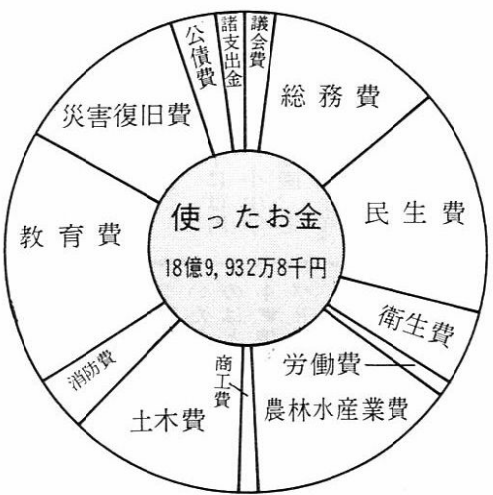 議会費
総務費
民生費
衛生費
労働費
農林水産業費
商工費
土木費
消防費
教育費
災害復旧費
公債費
諸支出金
使ったお金
18億9,932万8千円